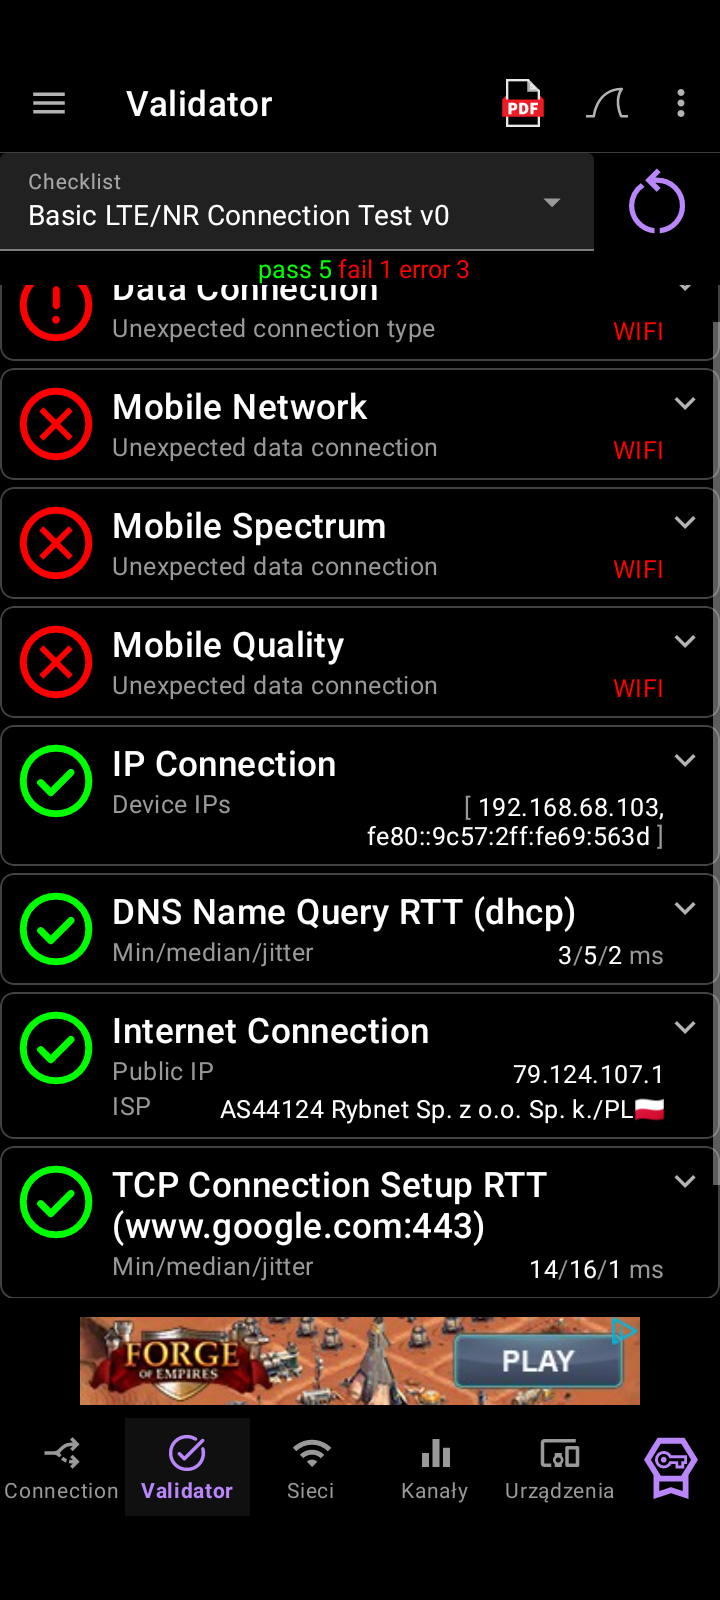 Validator
PDF
Checklist
Basic LTE/NR Connection Test v0
pass 5 fail 1 error 3
Data Connection
Unexpected connection type WIFI
Mobile Network
Unexpected data connection WIFI
Mobile Spectrum
Unexpected data connection WIFI
Mobile Quality
Unexpected data connection WIFI
IP Connection
Device IPs [ 192.168.68.103,
fe80::9c57:2ff:fe69:563d ]
DNS Name Query RTT (dhcp)
Min/median/jitter 3/5/2 ms
Internet Connection
Public IP 79.124.107.1
ISP AS44124 Rybnet Sp. z o.o. Sp. k./PL🇵🇱
TCP Connection Setup RTT
(www.google.com:443)
Min/median/jitter 14/16/1 ms
FORGE
OF EMPIRES
PLAY
Connection Validator Sieci Kanały Urządzenia